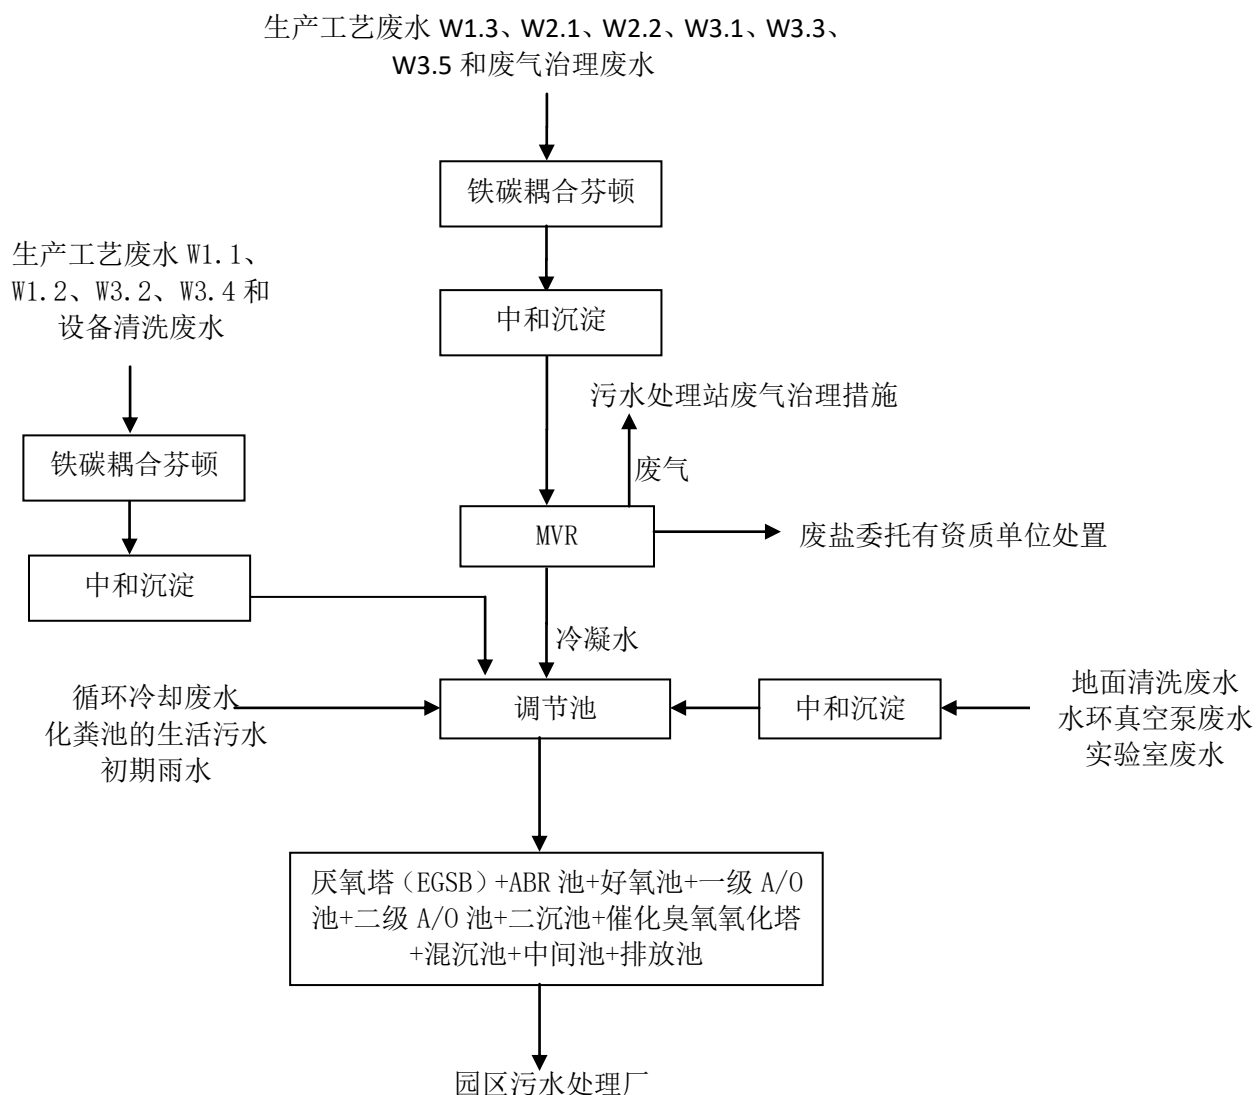 生产工艺废水 W1.3、W2.1、W2.2、W3.1、W3.3、
W3.5 和废气治理废水
铁碳耦合芬顿
生产工艺废水 W1.1、
W1.2、W3.2、W3.4 和
设备清洗废水
中和沉淀
污水处理站废气治理措施
铁碳耦合芬顿
废气
MVR
废盐委托有资质单位处置
中和沉淀
冷凝水
循环冷却废水
化粪池的生活污水
初期雨水
调节池
中和沉淀
地面清洗废水
水环真空泵废水
实验室废水
厌氧塔（EGSB）+ABR 池+好氧池+一级 A/O
池+二级 A/O 池+二沉池+催化臭氧氧化塔
+混沉池+中间池+排放池
园区污水处理厂